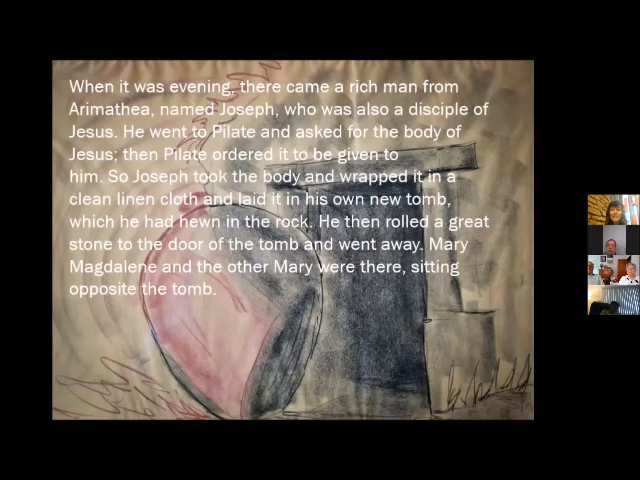 When it was evening, there came a rich man from
Arimathea, named Joseph, who was also a disciple of
Jesus. He went to Pilate and asked for the body of
Jesus; then Pilate ordered it to be given to
him. So Joseph took the body and wrapped it in a
clean linen cloth and laid it in his own new tomb,
which he had hewn in the rock. He then rolled a great
stone to the door of the tomb and went away. Mary
Magdalene and the other Mary were there, sitting
opposite the tomb.